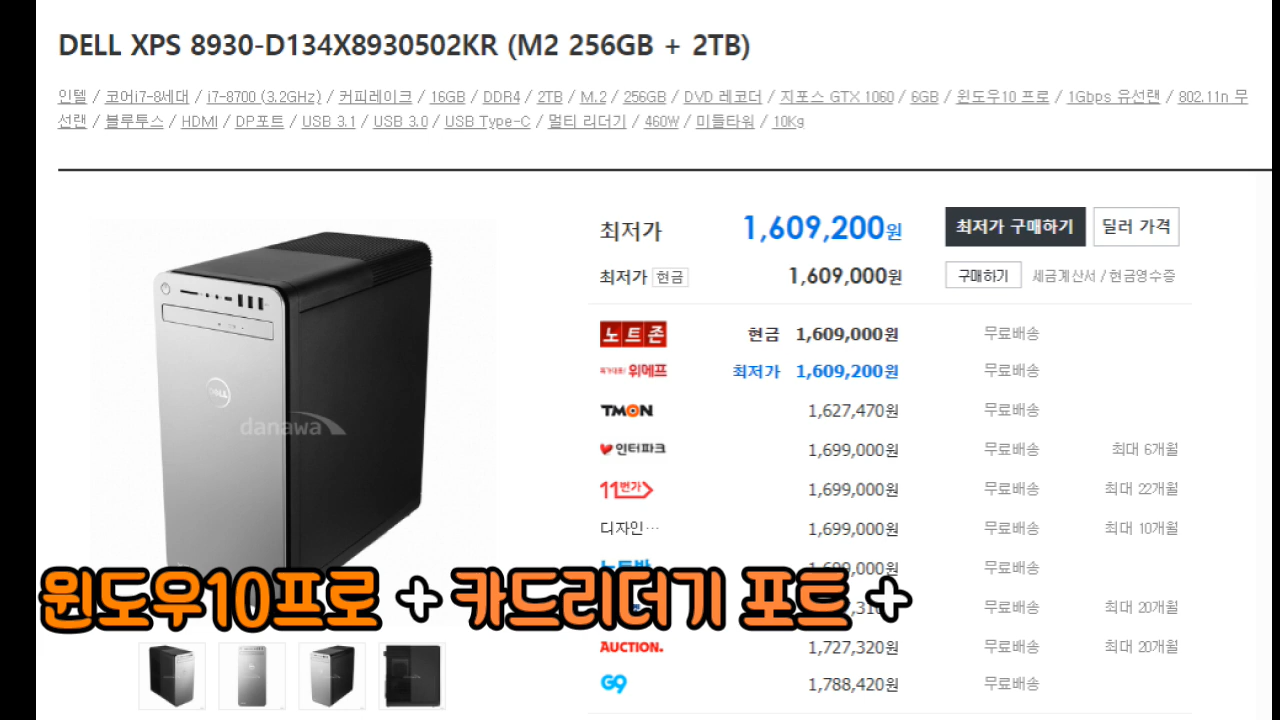 DELL XPS 8930-D134X8930502KR (M2 256GB + 2TB)
인텔 / 코어i7-8세대 / i7-8700 (3.2GHz) / 커피레이크 / 16GB / DDR4 / 2TB / M.2 / 256GB / DVD 레코더 / 지포스 GTX 1060 / 6GB / 윈도우10 프로 / 1Gbps 유선랜 / 802.11n 무
선랜 / 블루투스 / HDMI / DP포트 / USB 3.1 / USB 3.0 / USB Type-C / 멀티 리더기 / 460W / 미들타워 / 10Kg
최저가 1,609,200원 최저가 구매하기 딜러 가격
최저가 현금 1,609,000원 구매하기 세금계산서 / 현금영수증
노트존 현금 1,609,000원 무료배송
위메프 최저가 1,609,200원 무료배송
TMON 1,627,470원 무료배송
인터파크 1,699,000원 무료배송 최대 6개월
11번가 1,699,000원 무료배송 최대 22개월
디자인… 1,699,000원 무료배송 최대 10개월
무료배송
무료배송 최대 20개월
DELL
danawa
윈도우10프로 + 카드리더기 포트 +
AUCTION. 1,727,320원 무료배송 최대 20개월
G9 1,788,420원 무료배송